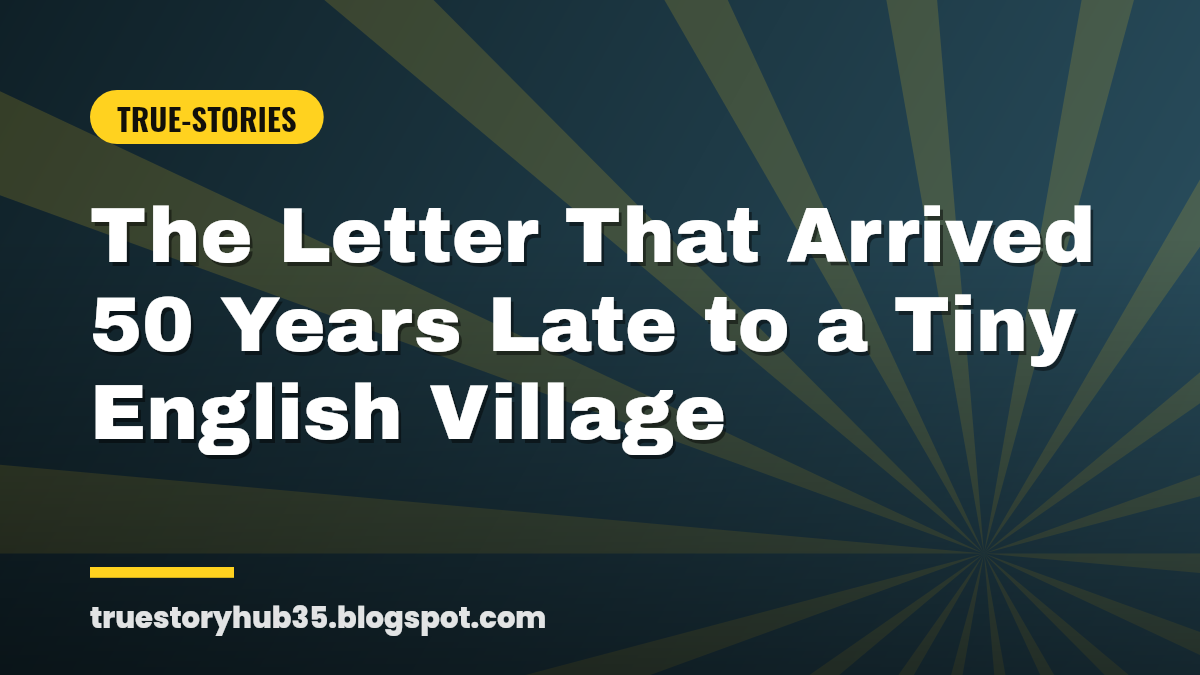 TRUE-STORIES
The Letter That Arrived
50 Years Late to a Tiny
English Village
truestoryhub35.blogspot.com